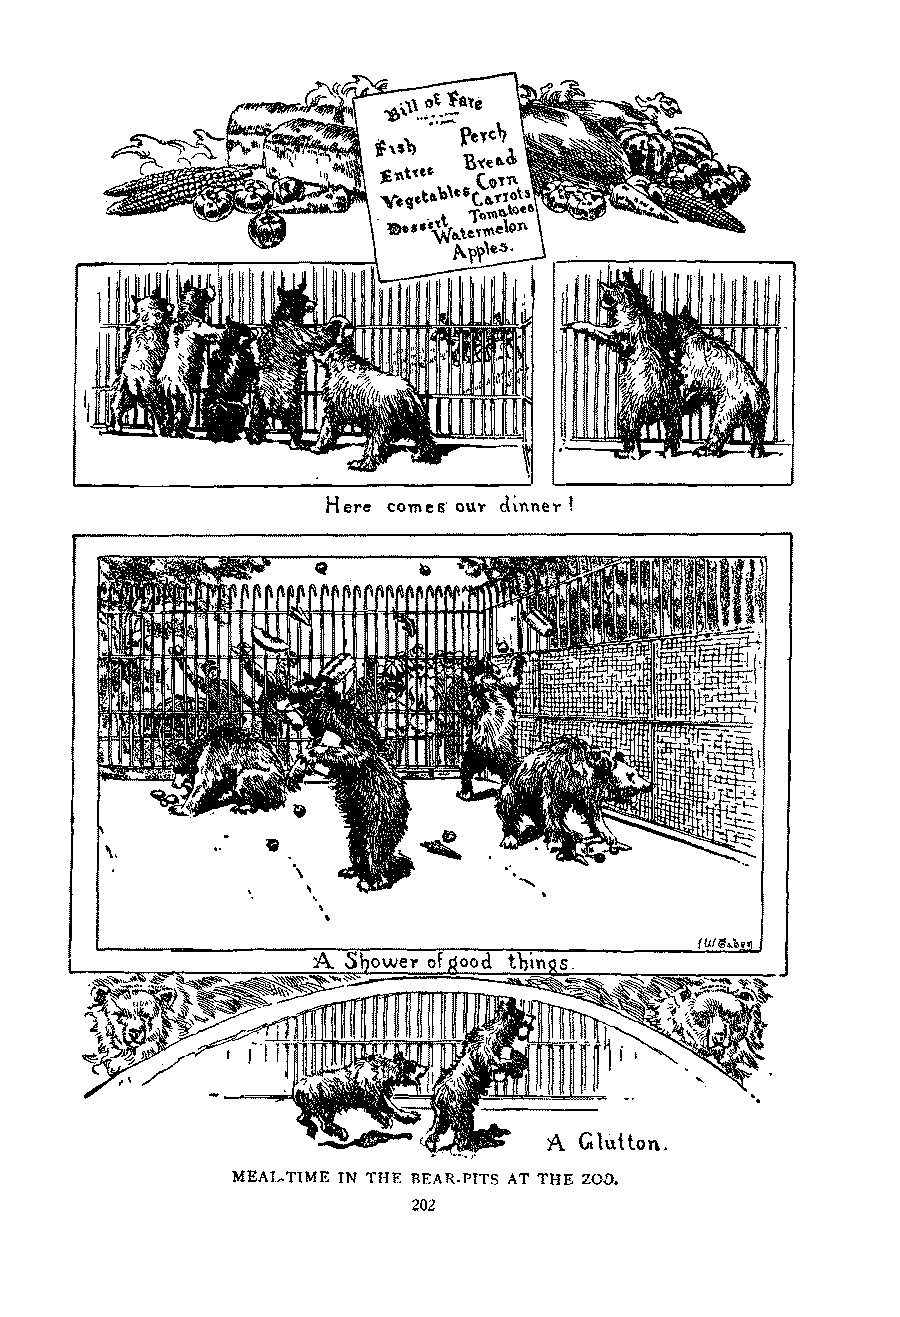 Bill of Fare
Fish Perch
Entree Bread
Vegetables Corn
Carrots
Tomatoes
Dessert Watermelon
Apples.
Here comes our dinner!
A Shower of good things.
A Glutton.
MEAL-TIME IN THE BEAR-PITS AT THE ZOO.
202